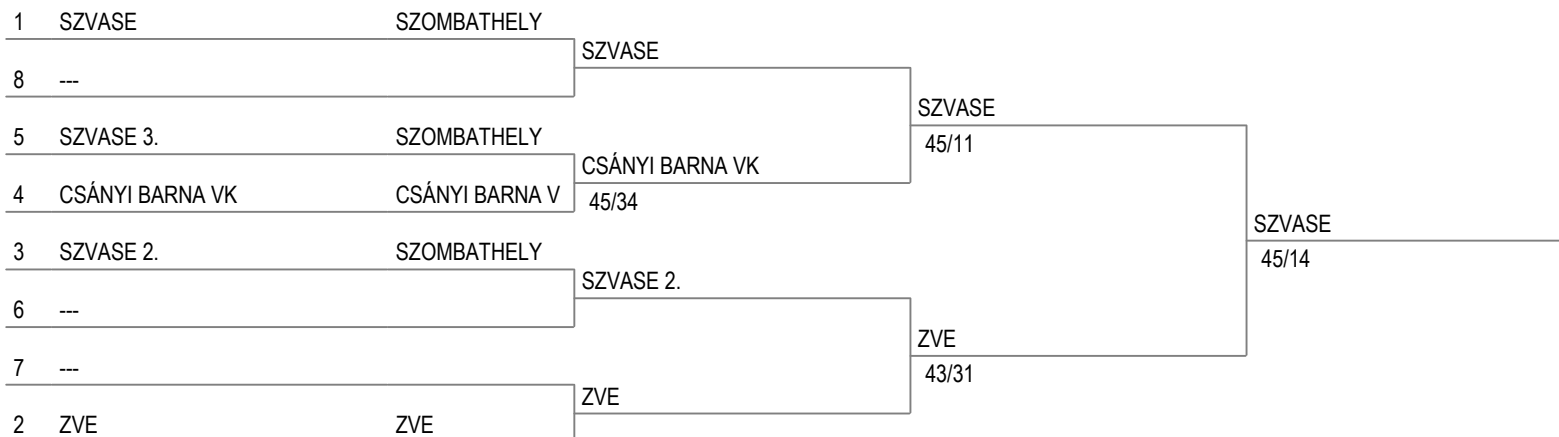 1 SZVASE SZOMBATHELY
SZVASE
8 ---
SZVASE
5 SZVASE 3. SZOMBATHELY
45/11
CSÁNYI BARNA VK
4 CSÁNYI BARNA VK CSÁNYI BARNA V
45/34
SZVASE
3 SZVASE 2. SZOMBATHELY
45/14
SZVASE 2.
6 ---
ZVE
7 ---
43/31
ZVE
2 ZVE ZVE